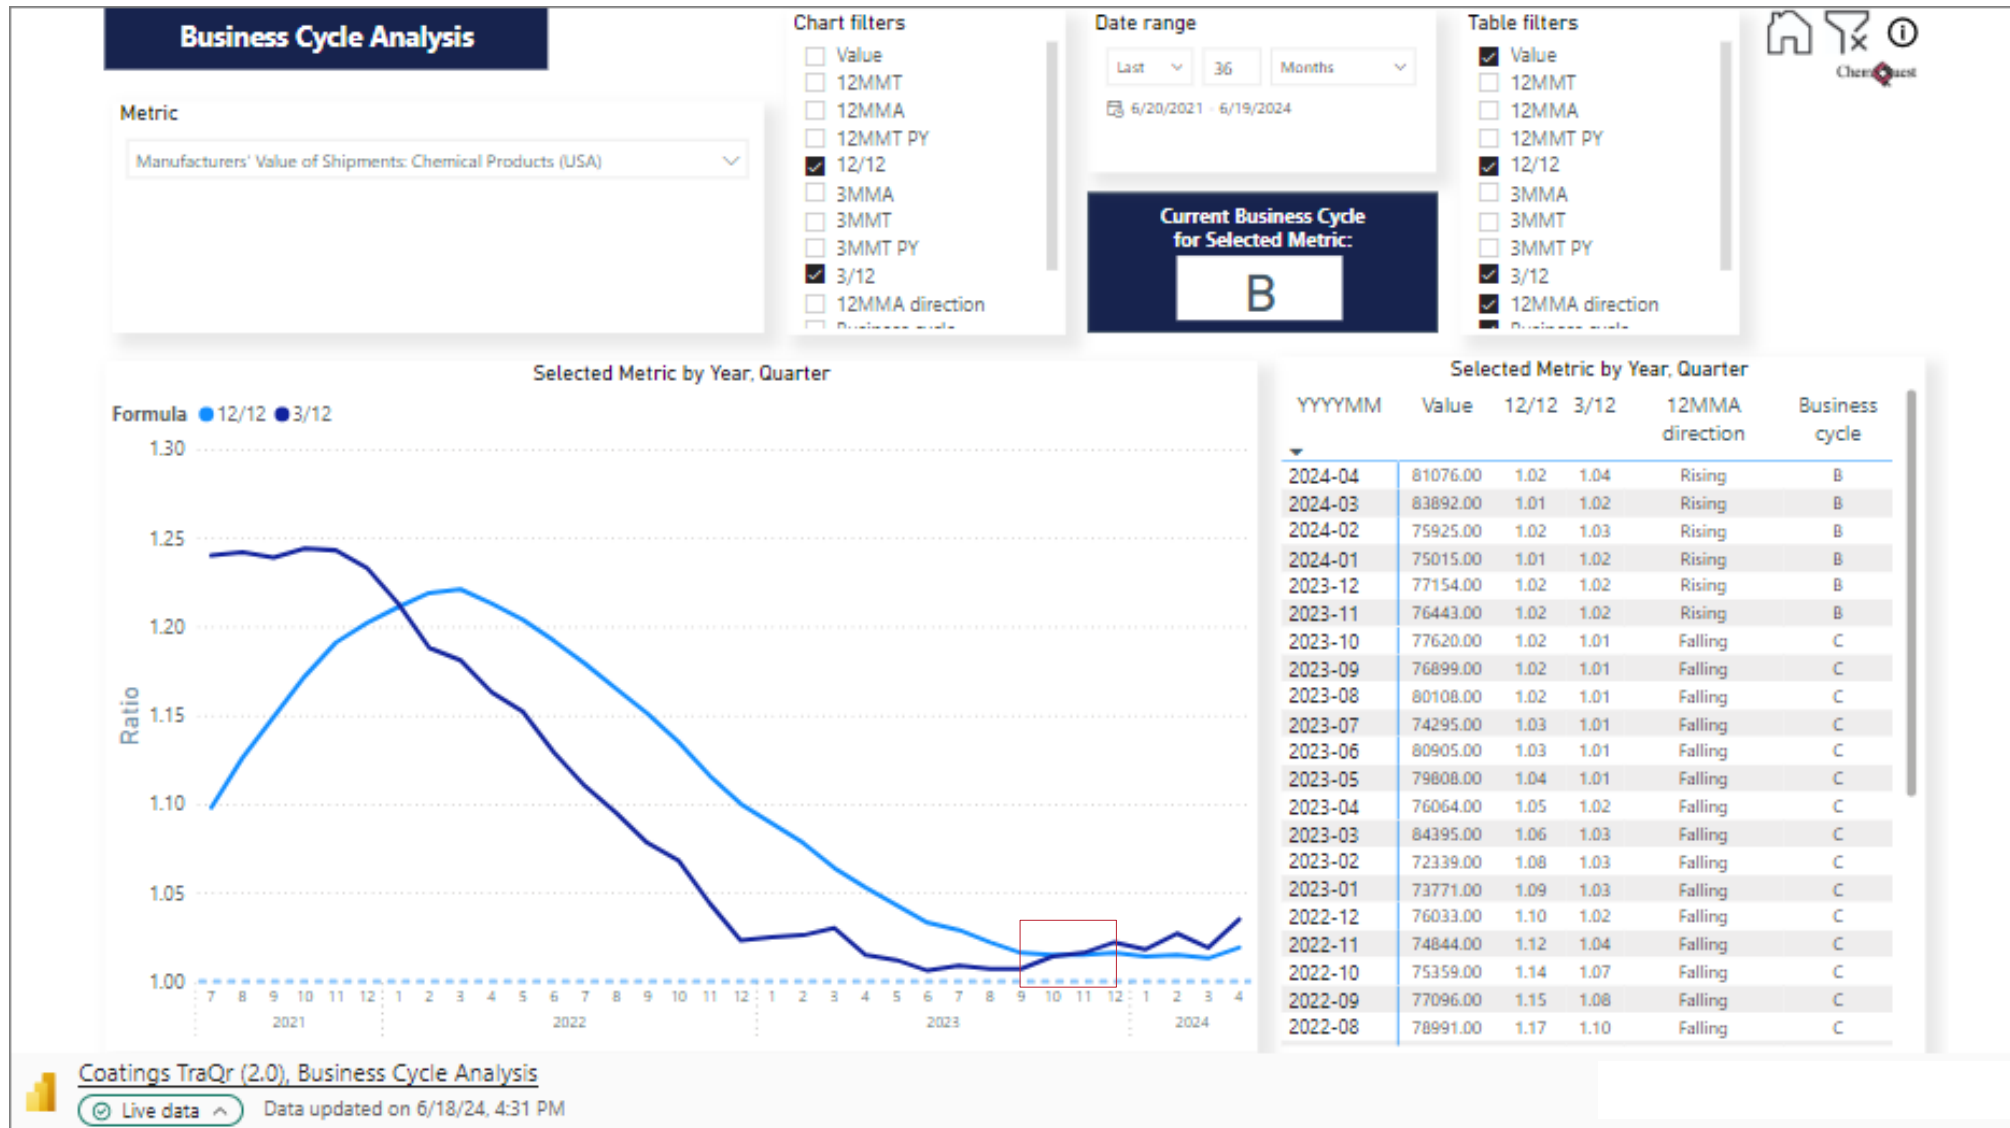 Business Cycle Analysis
Metric
Manufacturers' Value of Shipments: Chemical Products (USA)
Chart filters
Value
12MMT
12MMA
12MMT PY
12/12
3MMA
3MMT
3MMT PY
3/12
12MMA direction
Business cycle
Date range
Last 36 Months
6/20/2021 - 6/19/2024
Current Business Cycle
for Selected Metric:
B
Table filters
Value
12MMT
12MMA
12MMT PY
12/12
3MMA
3MMT
3MMT PY
3/12
12MMA direction
Business cycle
ChemQuest
Selected Metric by Year, Quarter
Formula 12/12 3/12
1.30
1.25
1.20
1.15
1.10
1.05
1.00
Ratio
7 8 9 10 11 12 1 2 3 4 5 6 7 8 9 10 11 12 1 2 3 4 5 6 7 8 9 10 11 12 1 2 3 4
2021 2022 2023 2024
Selected Metric by Year, Quarter
YYYYMM Value 12/12 3/12 12MMA direction Business cycle
2024-04 81076.00 1.02 1.04 Rising B
2024-03 83892.00 1.01 1.02 Rising B
2024-02 75925.00 1.02 1.03 Rising B
2024-01 75015.00 1.01 1.02 Rising B
2023-12 77154.00 1.02 1.02 Rising B
2023-11 76443.00 1.02 1.02 Rising B
2023-10 77620.00 1.02 1.01 Falling C
2023-09 76899.00 1.02 1.01 Falling C
2023-08 80108.00 1.02 1.01 Falling C
2023-07 74295.00 1.03 1.01 Falling C
2023-06 80905.00 1.03 1.01 Falling C
2023-05 79808.00 1.04 1.01 Falling C
2023-04 76064.00 1.05 1.02 Falling C
2023-03 84395.00 1.06 1.03 Falling C
2023-02 72339.00 1.08 1.03 Falling C
2023-01 73771.00 1.09 1.03 Falling C
2022-12 76033.00 1.10 1.02 Falling C
2022-11 74844.00 1.12 1.04 Falling C
2022-10 75359.00 1.14 1.07 Falling C
2022-09 77096.00 1.15 1.08 Falling C
2022-08 78991.00 1.17 1.10 Falling C
Coatings TraQr (2.0), Business Cycle Analysis
Live data Data updated on 6/18/24, 4:31 PM